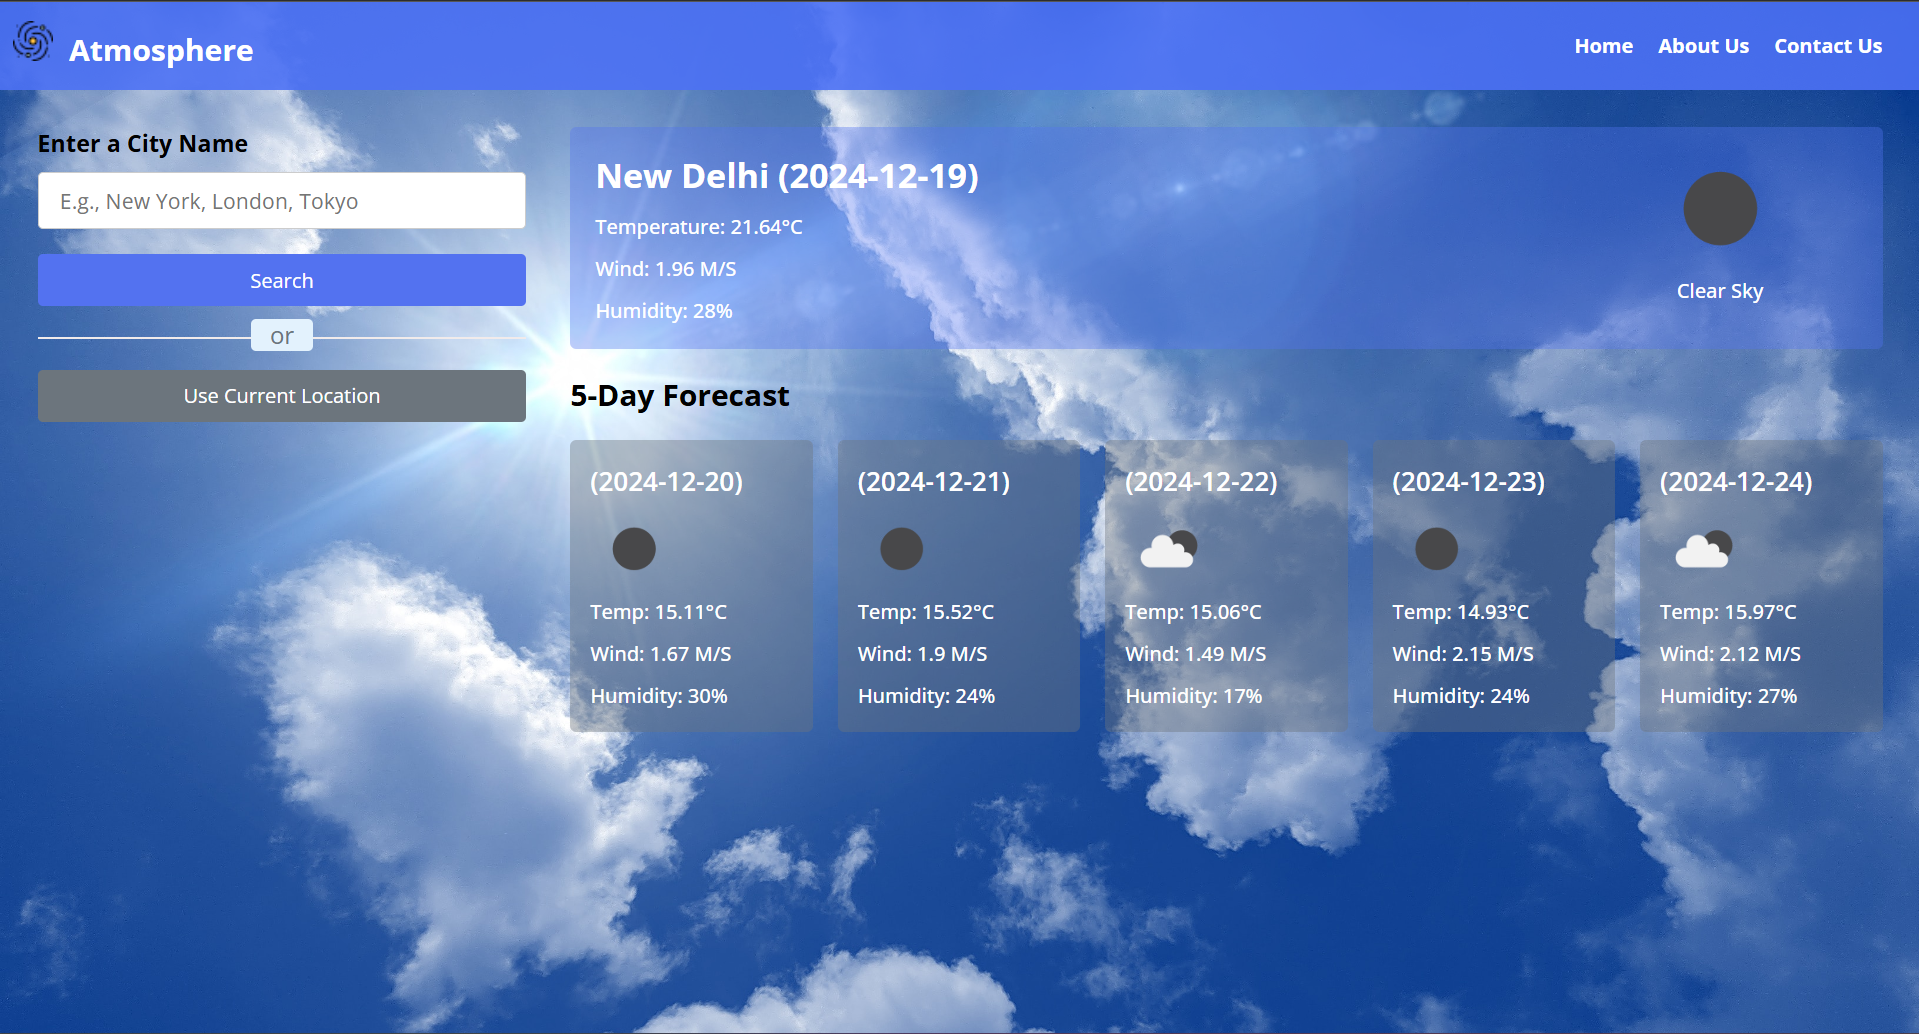 Atmosphere
Home About Us Contact Us
Enter a City Name
E.g., New York, London, Tokyo
Search
or
Use Current Location
New Delhi (2024-12-19)
Temperature: 21.64°C
Wind: 1.96 M/S
Humidity: 28%
Clear Sky
5-Day Forecast
(2024-12-20)
Temp: 15.11°C
Wind: 1.67 M/S
Humidity: 30%
(2024-12-21)
Temp: 15.52°C
Wind: 1.9 M/S
Humidity: 24%
(2024-12-22)
Temp: 15.06°C
Wind: 1.49 M/S
Humidity: 17%
(2024-12-23)
Temp: 14.93°C
Wind: 2.15 M/S
Humidity: 24%
(2024-12-24)
Temp: 15.97°C
Wind: 2.12 M/S
Humidity: 27%